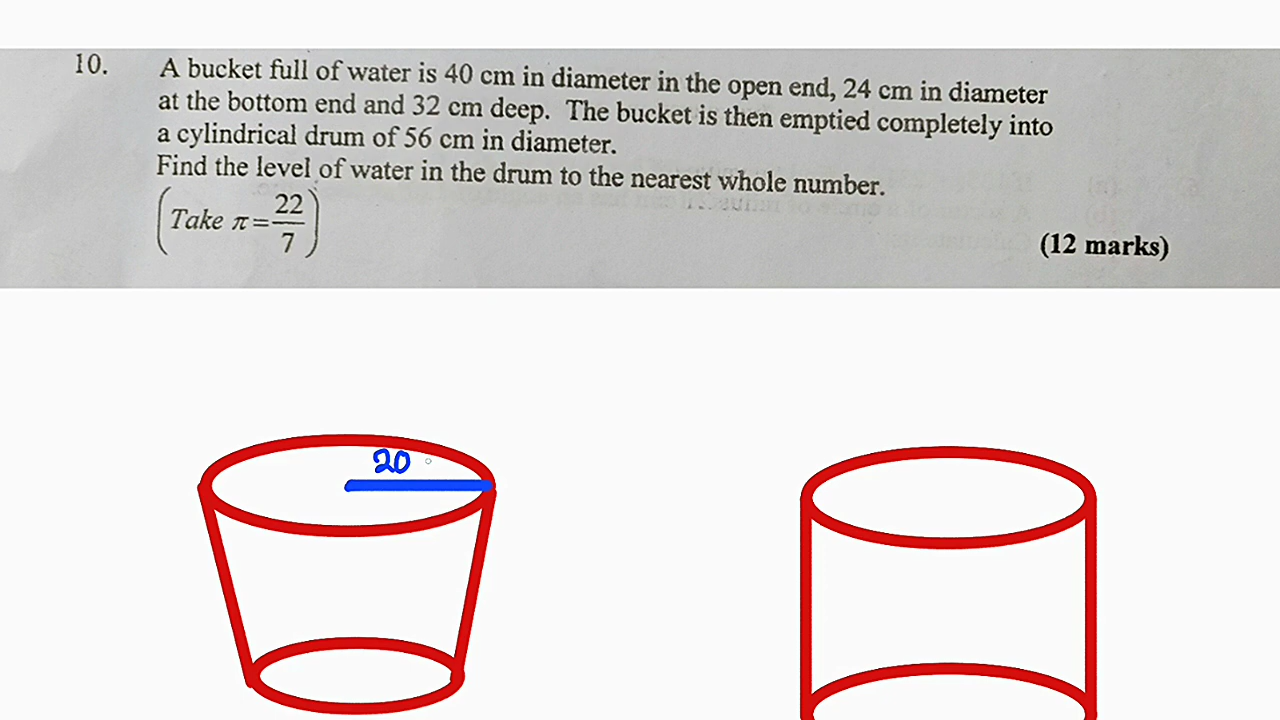 10. A bucket full of water is 40 cm in diameter in the open end, 24 cm in diameter
at the bottom end and 32 cm deep. The bucket is then emptied completely into
a cylindrical drum of 56 cm in diameter.
Find the level of water in the drum to the nearest whole number.
(Take π = 22/7)
(12 marks)
20